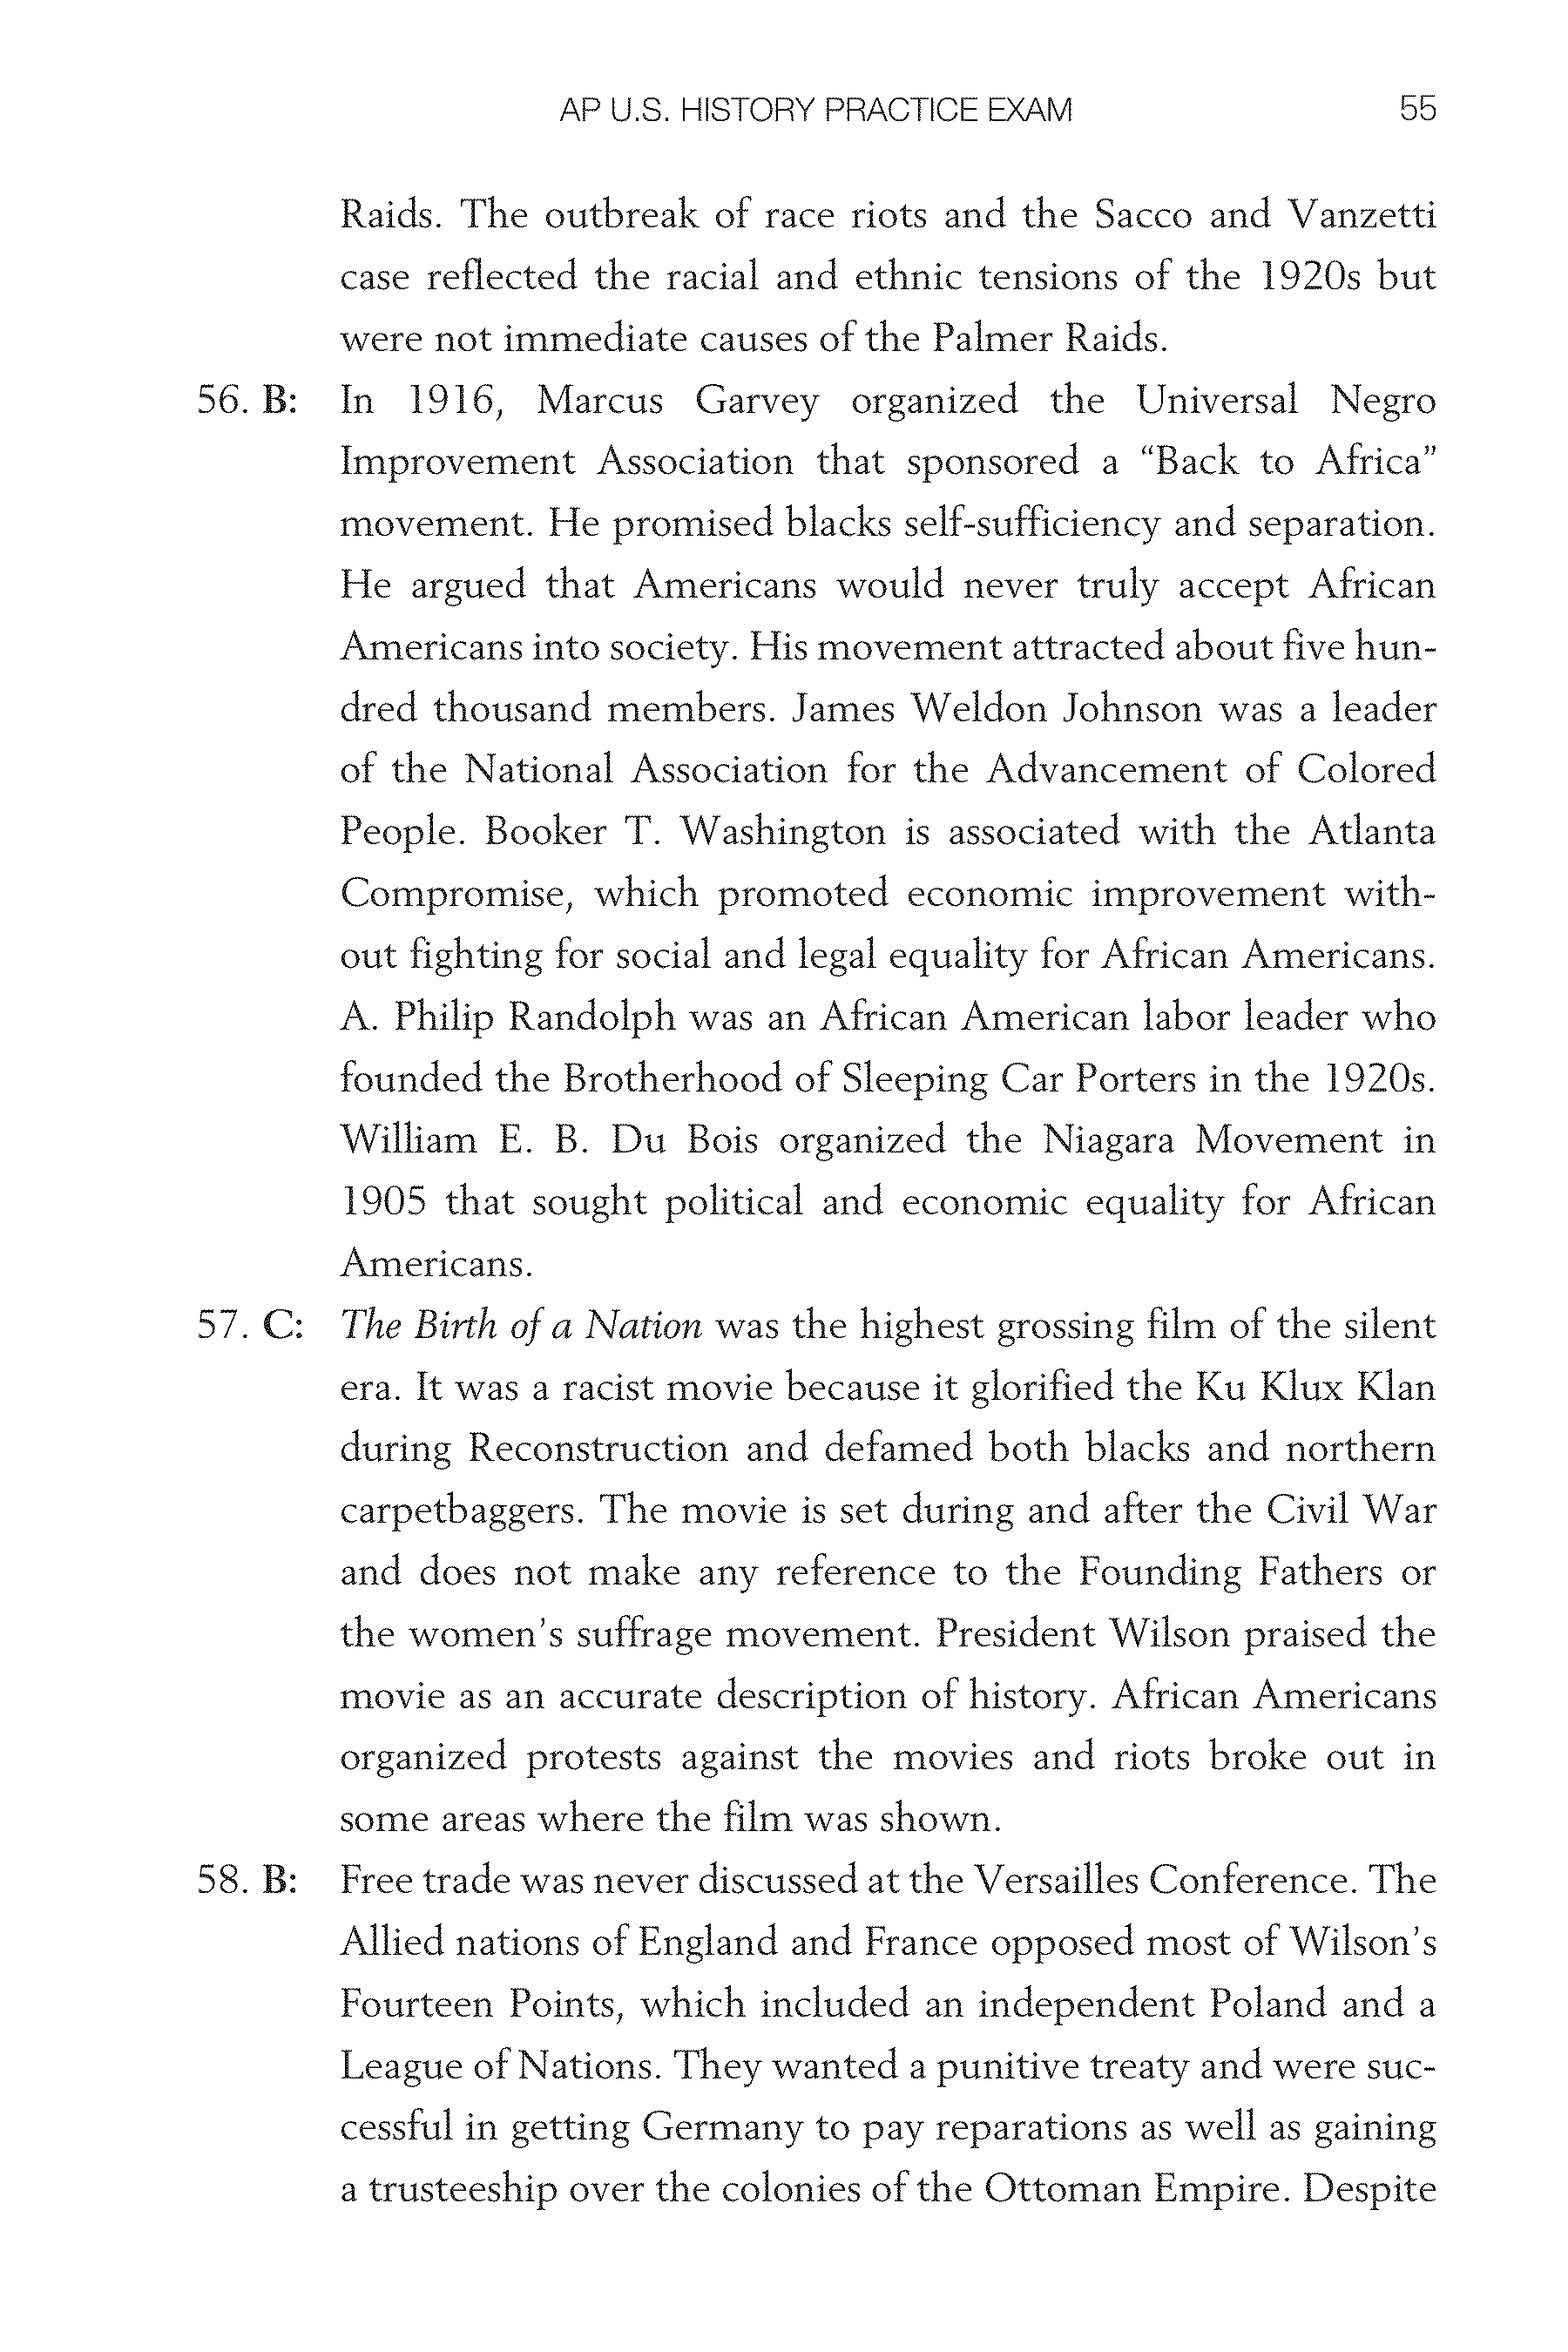 AP U.S. HISTORY PRACTICE EXAM 55
Raids. The outbreak of race riots and the Sacco and Vanzetti
case reflected the racial and ethnic tensions of the 1920s but
were not immediate causes of the Palmer Raids.
56. B: In 1916, Marcus Garvey organized the Universal Negro
Improvement Association that sponsored a “Back to Africa”
movement. He promised blacks self-sufficiency and separation.
He argued that Americans would never truly accept African
Americans into society. His movement attracted about five hun-
dred thousand members. James Weldon Johnson was a leader
of the National Association for the Advancement of Colored
People. Booker T. Washington is associated with the Atlanta
Compromise, which promoted economic improvement with-
out fighting for social and legal equality for African Americans.
A. Philip Randolph was an African American labor leader who
founded the Brotherhood of Sleeping Car Porters in the 1920s.
William E. B. Du Bois organized the Niagara Movement in
1905 that sought political and economic equality for African
Americans.
57. C: The Birth of a Nation was the highest grossing film of the silent
era. It was a racist movie because it glorified the Ku Klux Klan
during Reconstruction and defamed both blacks and northern
carpetbaggers. The movie is set during and after the Civil War
and does not make any reference to the Founding Fathers or
the women’s suffrage movement. President Wilson praised the
movie as an accurate description of history. African Americans
organized protests against the movies and riots broke out in
some areas where the film was shown.
58. B: Free trade was never discussed at the Versailles Conference. The
Allied nations of England and France opposed most of Wilson’s
Fourteen Points, which included an independent Poland and a
League of Nations. They wanted a punitive treaty and were suc-
cessful in getting Germany to pay reparations as well as gaining
a trusteeship over the colonies of the Ottoman Empire. Despite